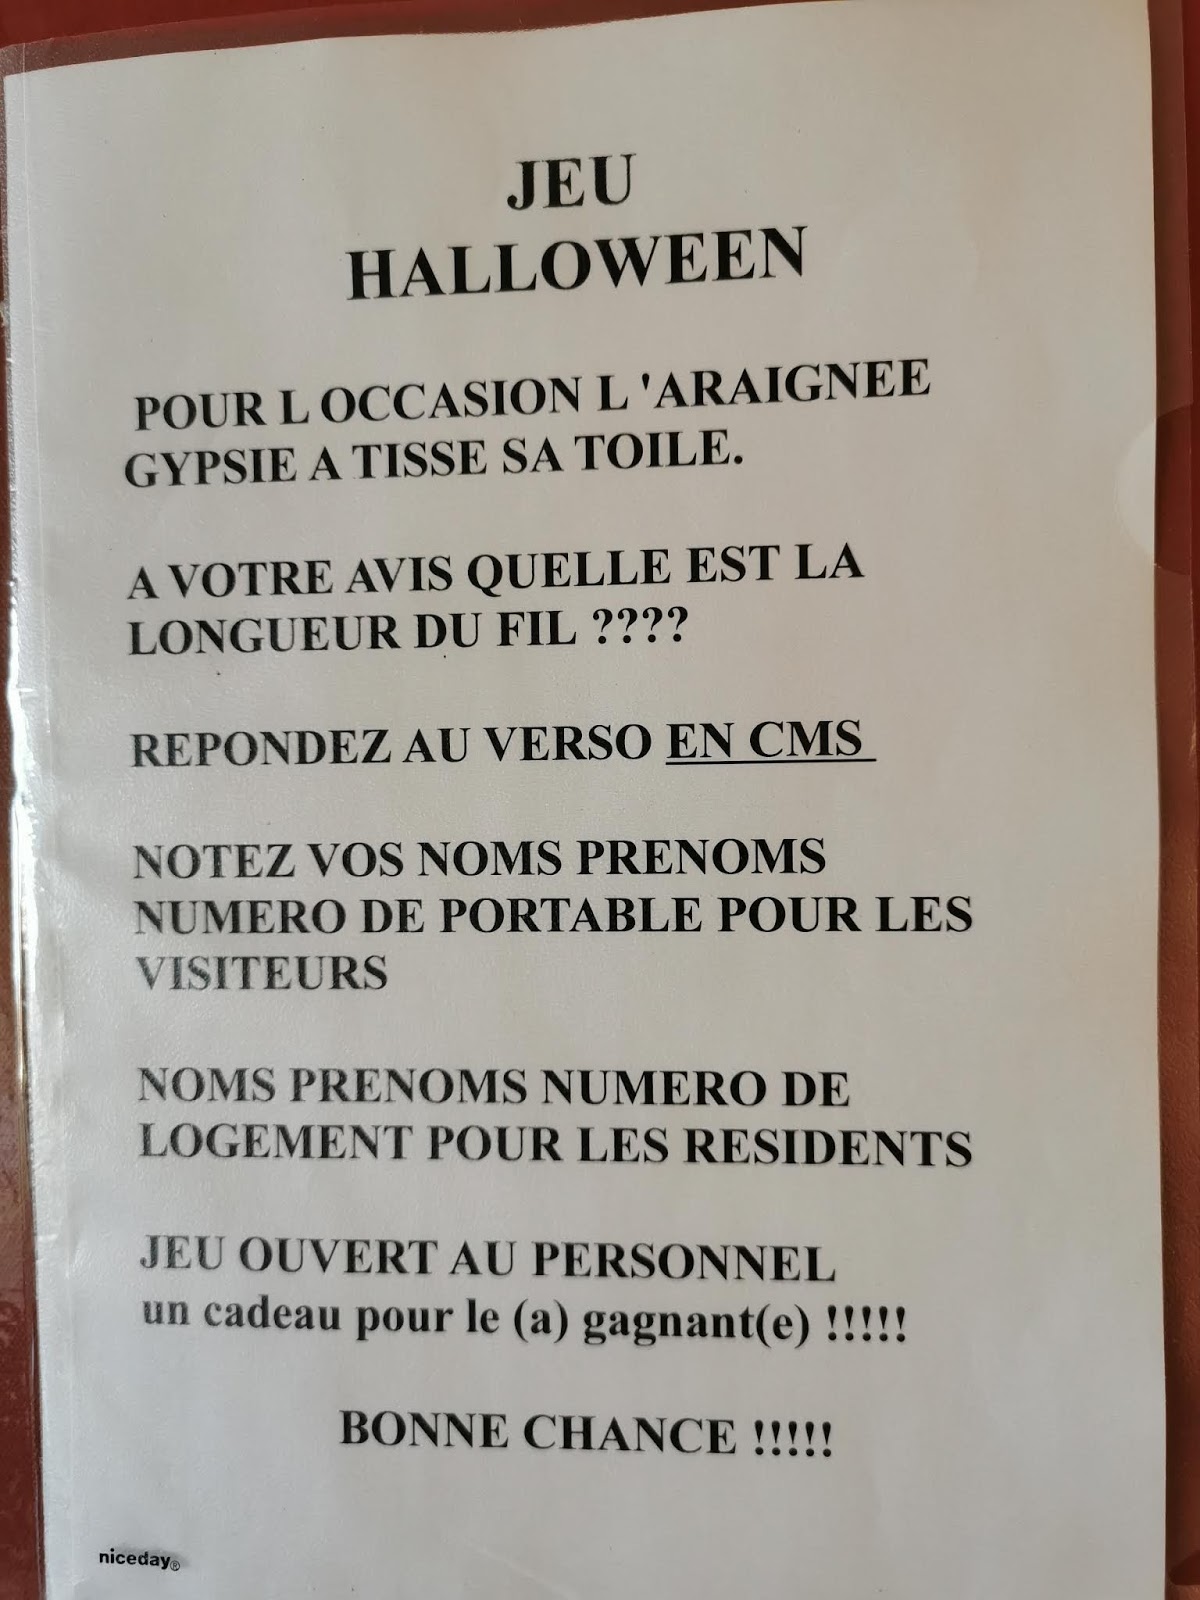 JEU
HALLOWEEN
POUR L OCCASION L 'ARAIGNEE
GYPSIE A TISSE SA TOILE.
A VOTRE AVIS QUELLE EST LA
LONGUEUR DU FIL ????
REPONDEZ AU VERSO EN CMS
NOTEZ VOS NOMS PRENOMS
NUMERO DE PORTABLE POUR LES
VISITEURS
NOMS PRENOMS NUMERO DE
LOGEMENT POUR LES RESIDENTS
JEU OUVERT AU PERSONNEL
un cadeau pour le (a) gagnant(e) !!!!!
BONNE CHANCE !!!!!
niceday®